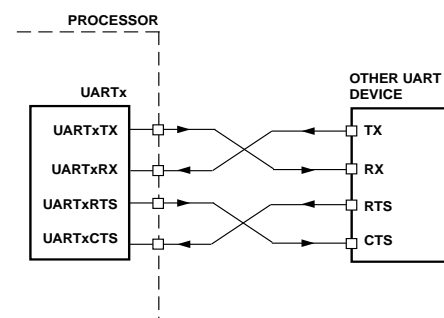 PROCESSOR
UARTx
OTHER UART
DEVICE
UARTxTX
TX
UARTxRX
RX
UARTxRTS
RTS
UARTxCTS
CTS